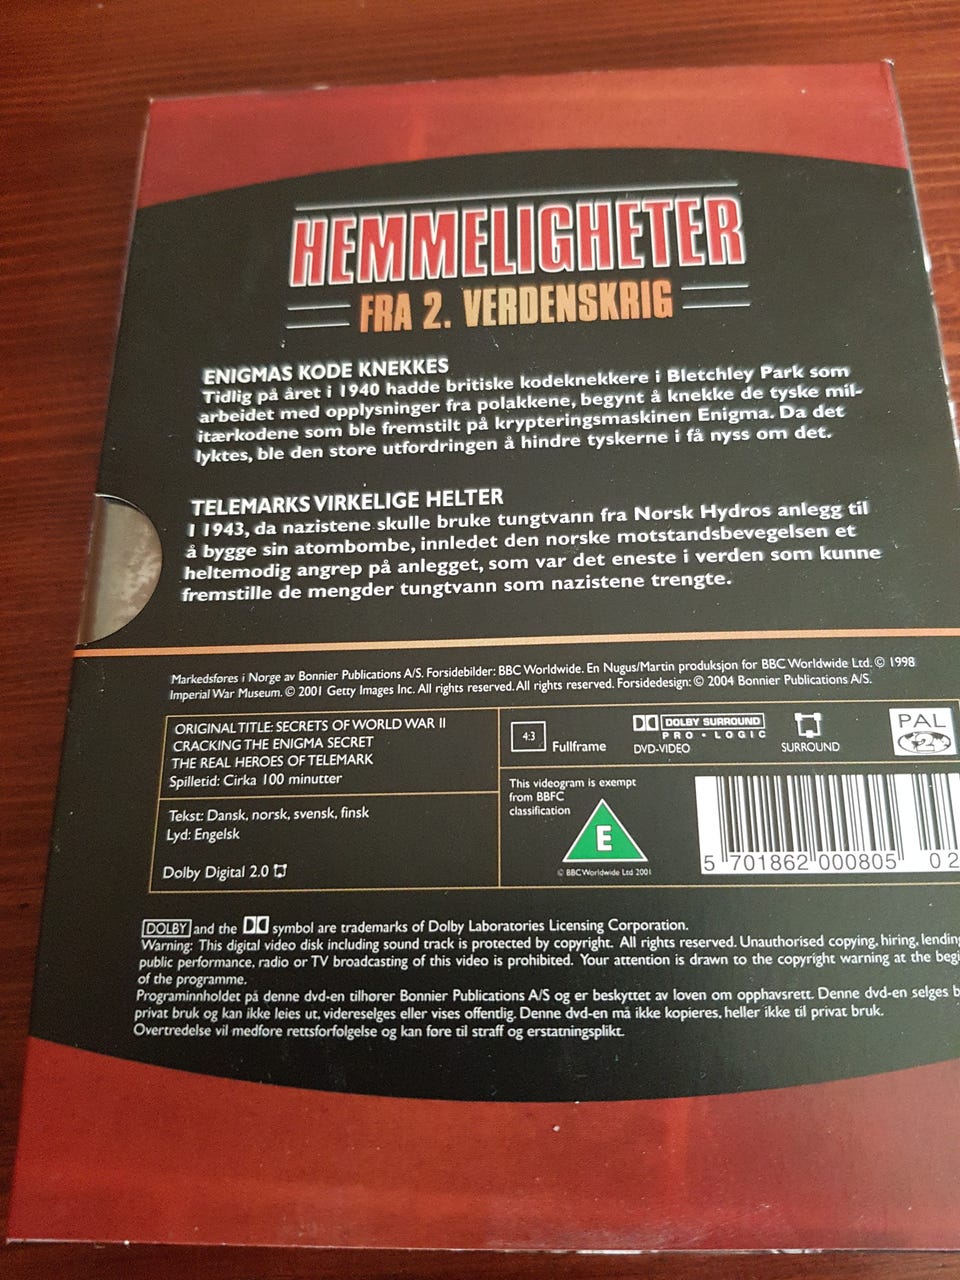 HEMMELIGHETER
FRA 2. VERDENSKRIG
ENIGMAS KODE KNEKKES
Tidlig på året i 1940 hadde britiske kodeknekkere i Bletchley Park som
arbeidet med opplysninger fra polakkene, begynt å knekke de tyske mil-
itærkodene som ble fremstilt på krypteringsmaskinen Enigma. Da det
lyktes, ble den store utfordringen å hindre tyskerne i få nyss om det.
TELEMARKS VIRKELIGE HELTER
I 1943, da nazistene skulle bruke tungtvann fra Norsk Hydros anlegg til
å bygge sin atombombe, innledet den norske motstandsbevegelsen et
heltemodig angrep på anlegget, som var det eneste i verden som kunne
fremstille de mengder tungtvann som nazistene trengte.
Markedsføres i Norge av Bonnier Publications A/S. Forsidebilder: BBC Worldwide. En Nugus/Martin produksjon for BBC Worldwide Ltd. © 1998
Imperial War Museum. © 2001 Getty Images Inc. All rights reserved. All rights reserved. Forsidedesign: © 2004 Bonnier Publications A/S.
ORIGINAL TITLE: SECRETS OF WORLD WAR II
CRACKING THE ENIGMA SECRET
THE REAL HEROES OF TELEMARK
Spilletid: Cirka 100 minutter
Tekst: Dansk, norsk, svensk, finsk
Lyd: Engelsk
Dolby Digital 2.0
4:3 Fullframe
DOLBY SURROUND
PRO • LOGIC
DVD-VIDEO
SURROUND
PAL
2
This videogram is exempt
from BBFC
classification
E
© BBC Worldwide Ltd 2001
5 701862 000805 02
DOLBY and the symbol are trademarks of Dolby Laboratories Licensing Corporation.
Warning: This digital video disk including sound track is protected by copyright. All rights reserved. Unauthorised copying, hiring, lending
public performance, radio or TV broadcasting of this video is prohibited. Your attention is drawn to the copyright warning at the begi
of the programme.
Programinnholdet på denne dvd-en tilhører Bonnier Publications A/S og er beskyttet av loven om opphavsrett. Denne dvd-en selges
privat bruk og kan ikke leies ut, videreselges eller vises offentlig. Denne dvd-en må ikke kopieres, heller ikke til privat bruk.
Overtredelse vil medføre rettsforfølgelse og kan føre til straff og erstatningsplikt.